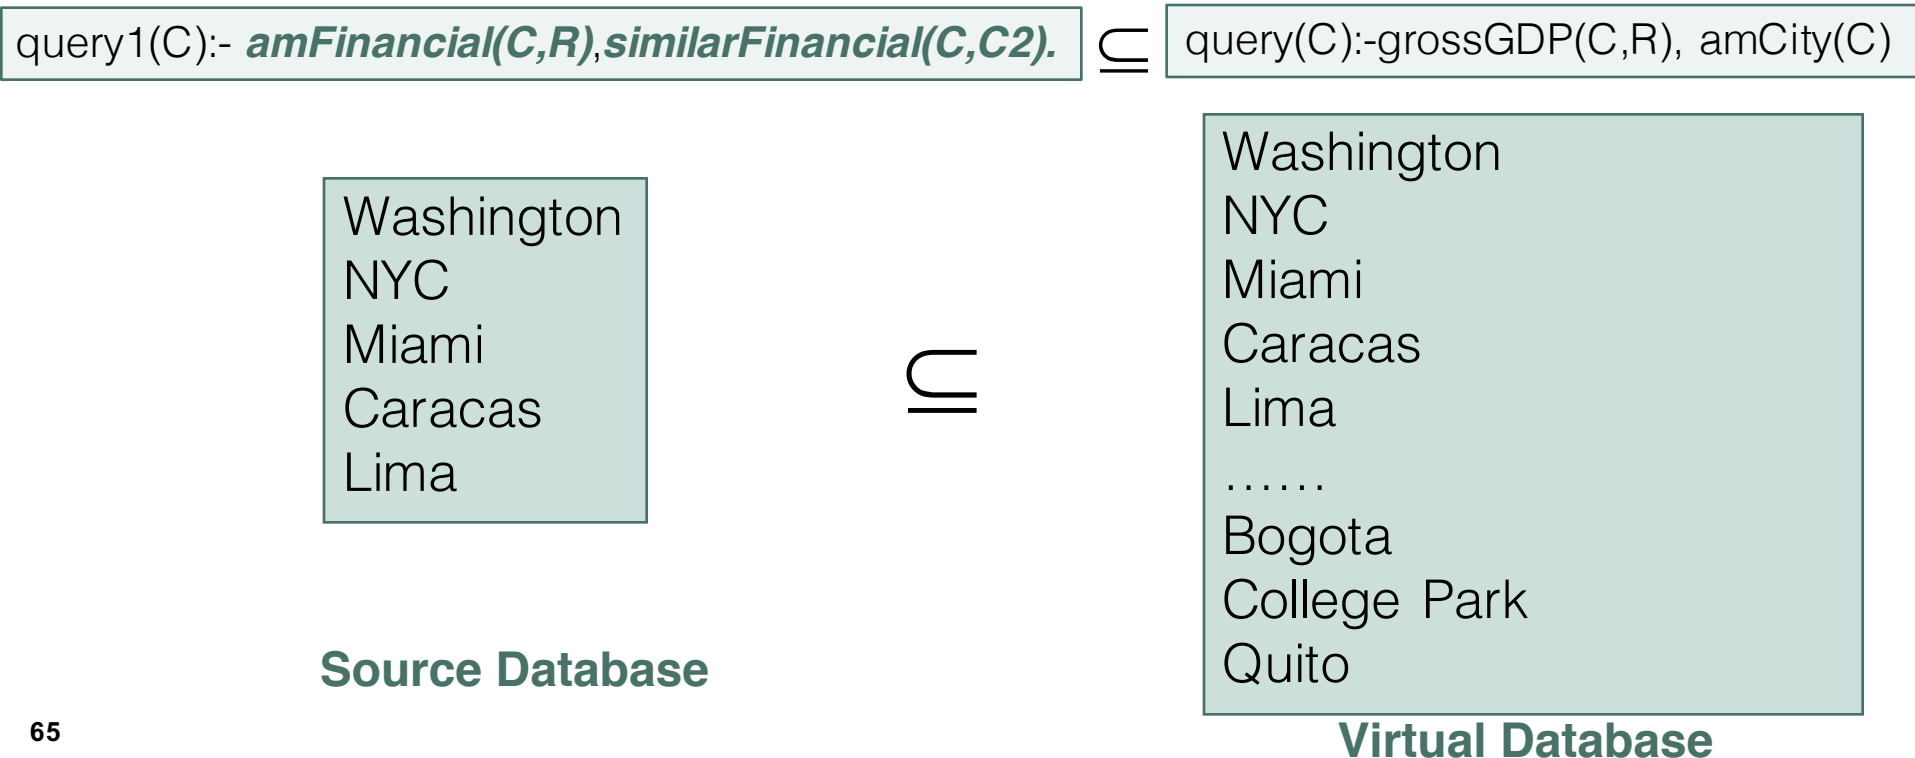 query1(C):- amFinancial(C,R),similarFinancial(C,C2). ⊆ query(C):-grossGDP(C,R), amCity(C)
Washington
NYC
Miami
Caracas
Lima
Source Database
⊆
Washington
NYC
Miami
Caracas
Lima
......
Bogota
College Park
Quito
Virtual Database
65